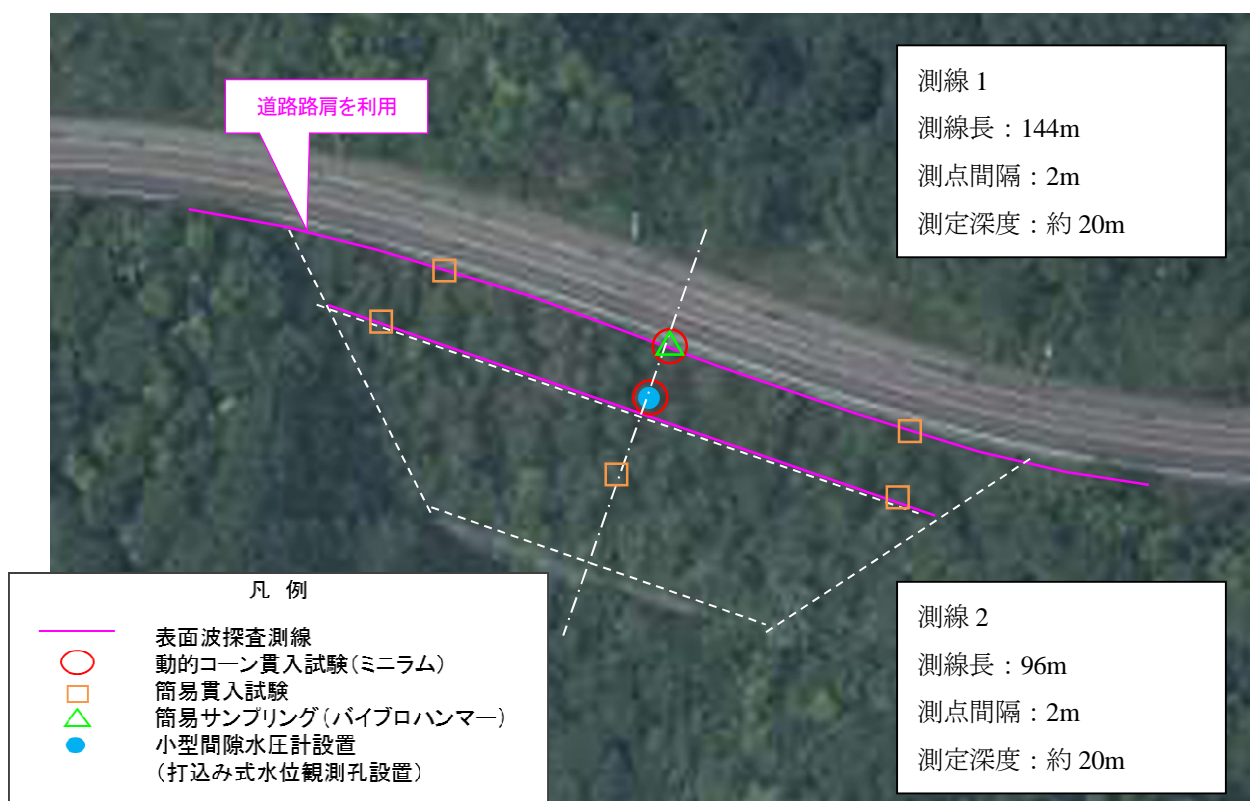 道路路肩を利用
測線 1
測線長：144m
測点間隔：2m
測定深度：約 20m
凡 例
表面波探査測線
動的コーン貫入試験(ミニラム)
簡易貫入試験
簡易サンプリング(バイブロハンマー)
小型間隙水圧計設置
(打込み式水位観測孔設置)
測線 2
測線長：96m
測点間隔：2m
測定深度：約 20m